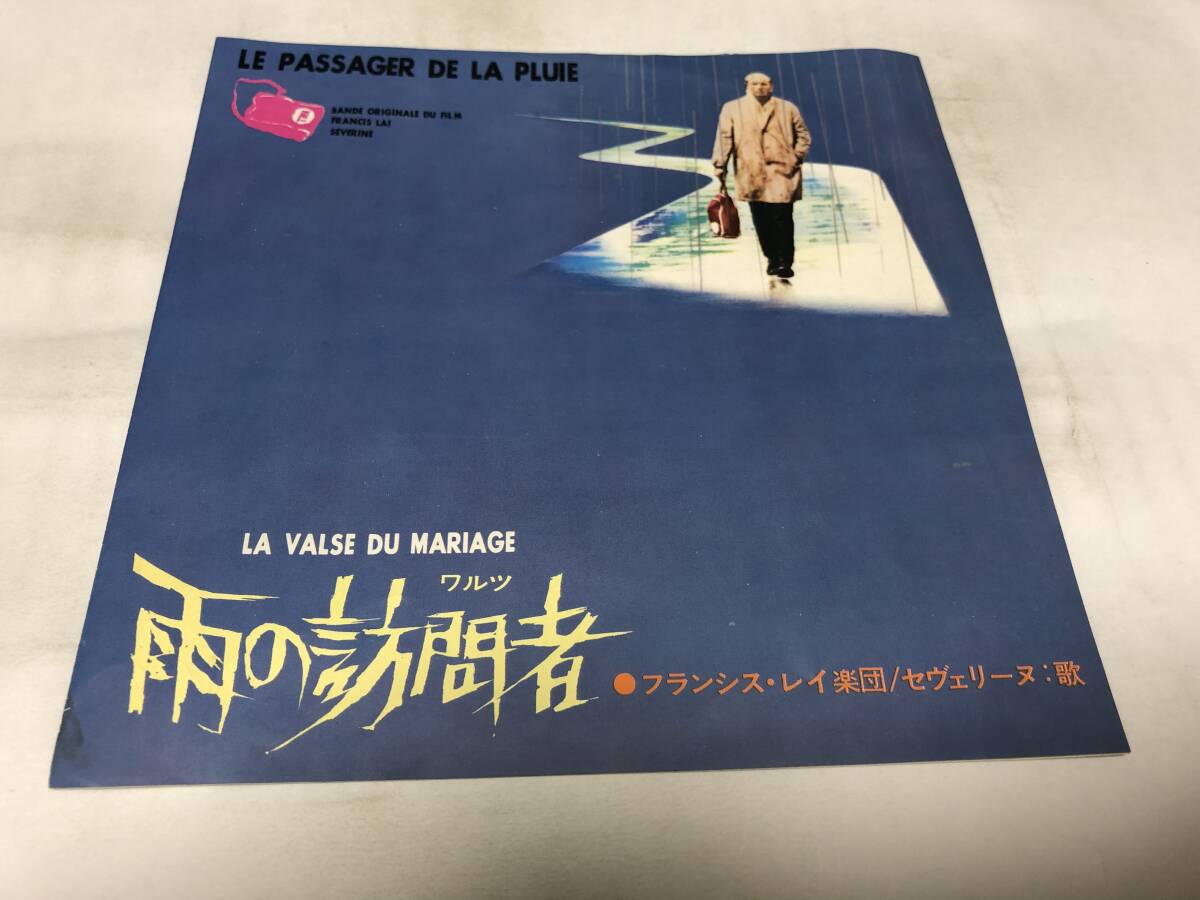 LE PASSAGER DE LA PLUIE
BANDE ORIGINALE DU FILM
FRANCIS LAI
SEVERINE
LA VALSE DU MARIAGE
ワルツ
雨の訪問者
●フランシス・レイ楽団/セヴェリーヌ:歌